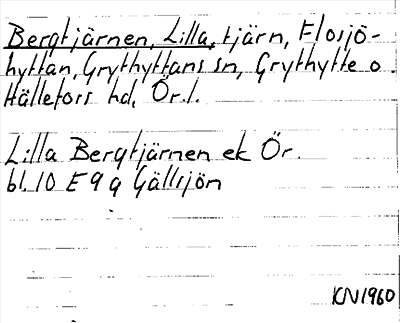 Bergtjärnen, Lilla, tjärn, Flosjö-
hyttan, Grythyttans sn, Grythytte o.
Hällefors hd, Ör.l.
Lilla Bergtjärnen ek Ör.
bl. 10 E 9 g Gällsjön
KN1960